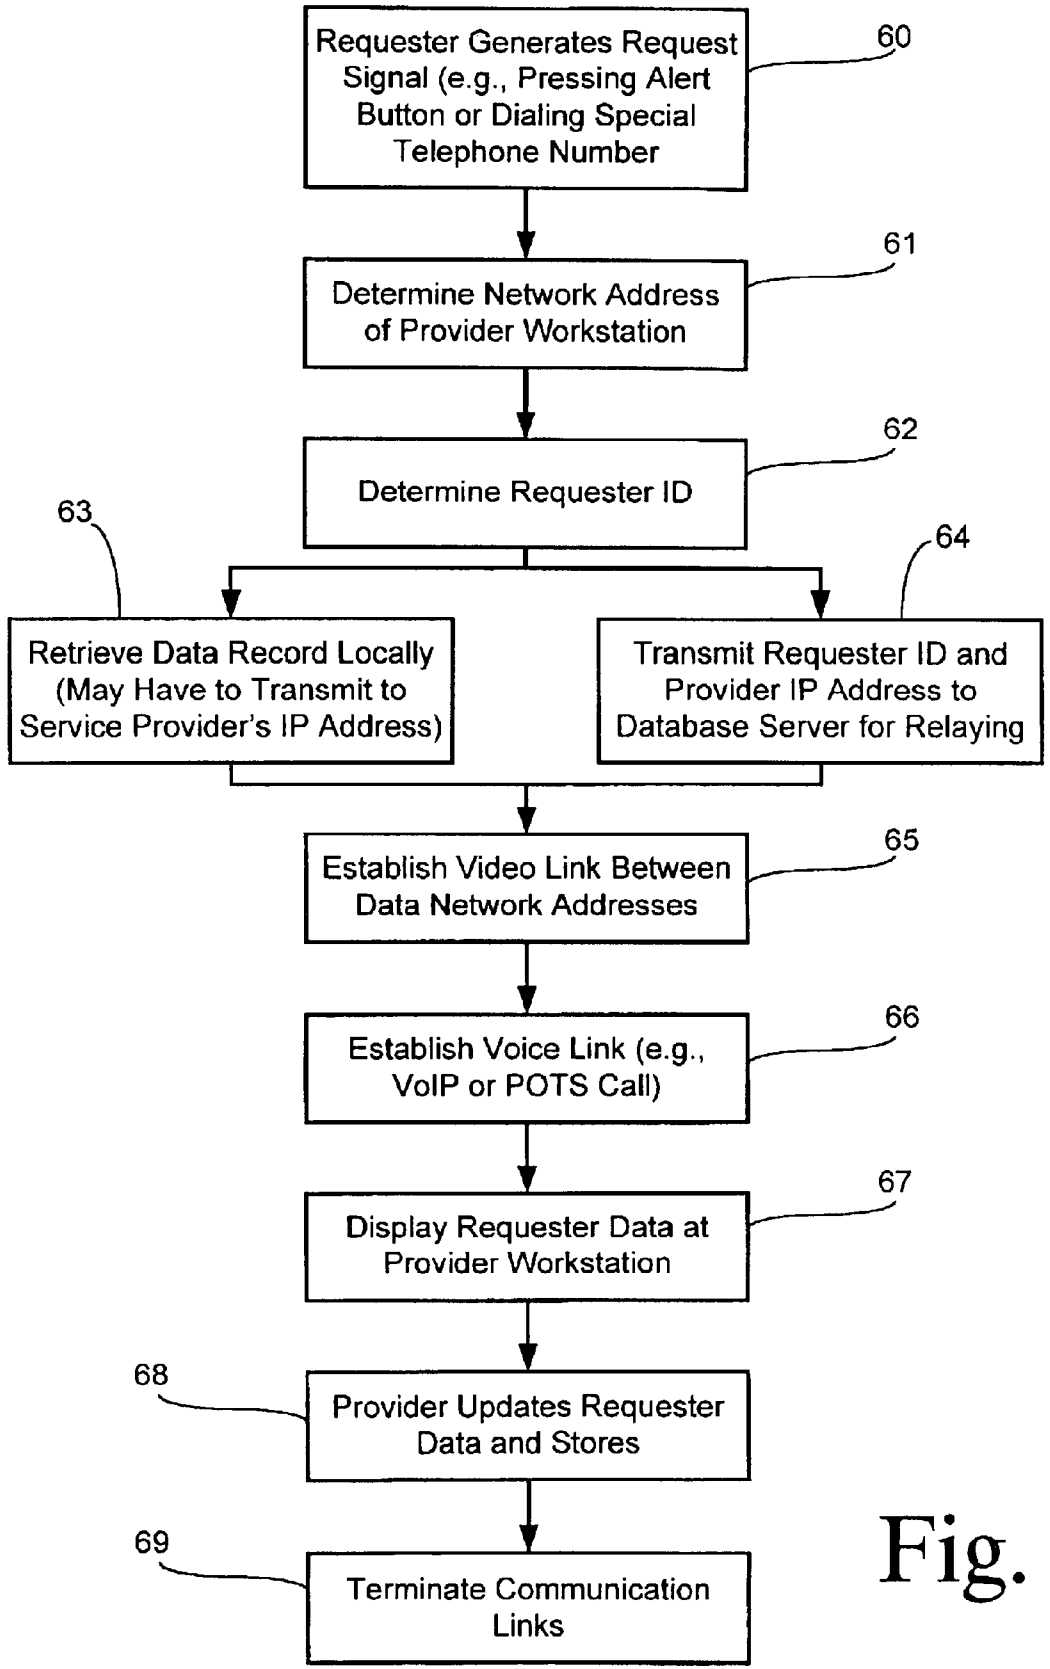 Requester Generates Request
Signal (e.g., Pressing Alert
Button or Dialing Special
Telephone Number
60
Determine Network Address
of Provider Workstation
61
Determine Requester ID
62
63
Retrieve Data Record Locally
(May Have to Transmit to
Service Provider's IP Address)
64
Transmit Requester ID and
Provider IP Address to
Database Server for Relaying
Establish Video Link Between
Data Network Addresses
65
Establish Voice Link (e.g.,
VoIP or POTS Call)
66
Display Requester Data at
Provider Workstation
67
68
Provider Updates Requester
Data and Stores
69
Terminate Communication
Links
Fig.